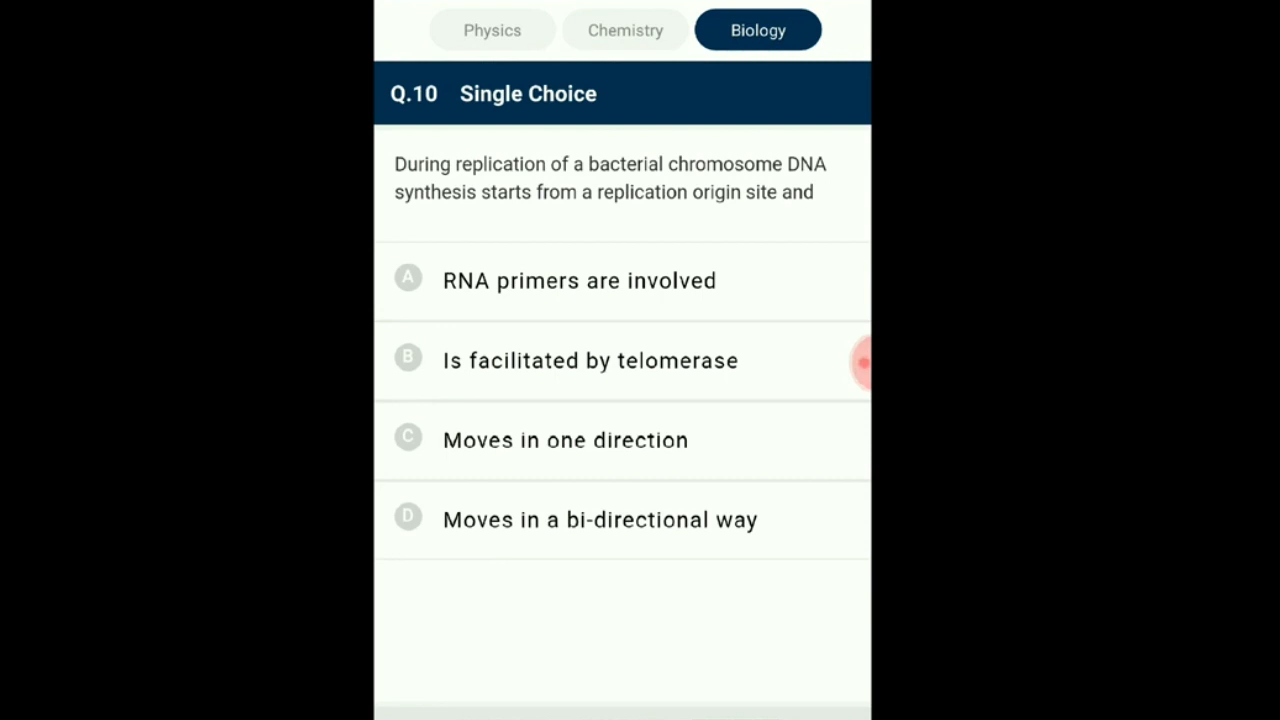 Physics Chemistry Biology
Q.10 Single Choice
During replication of a bacterial chromosome DNA
synthesis starts from a replication origin site and
A RNA primers are involved
B Is facilitated by telomerase
C Moves in one direction
D Moves in a bi-directional way